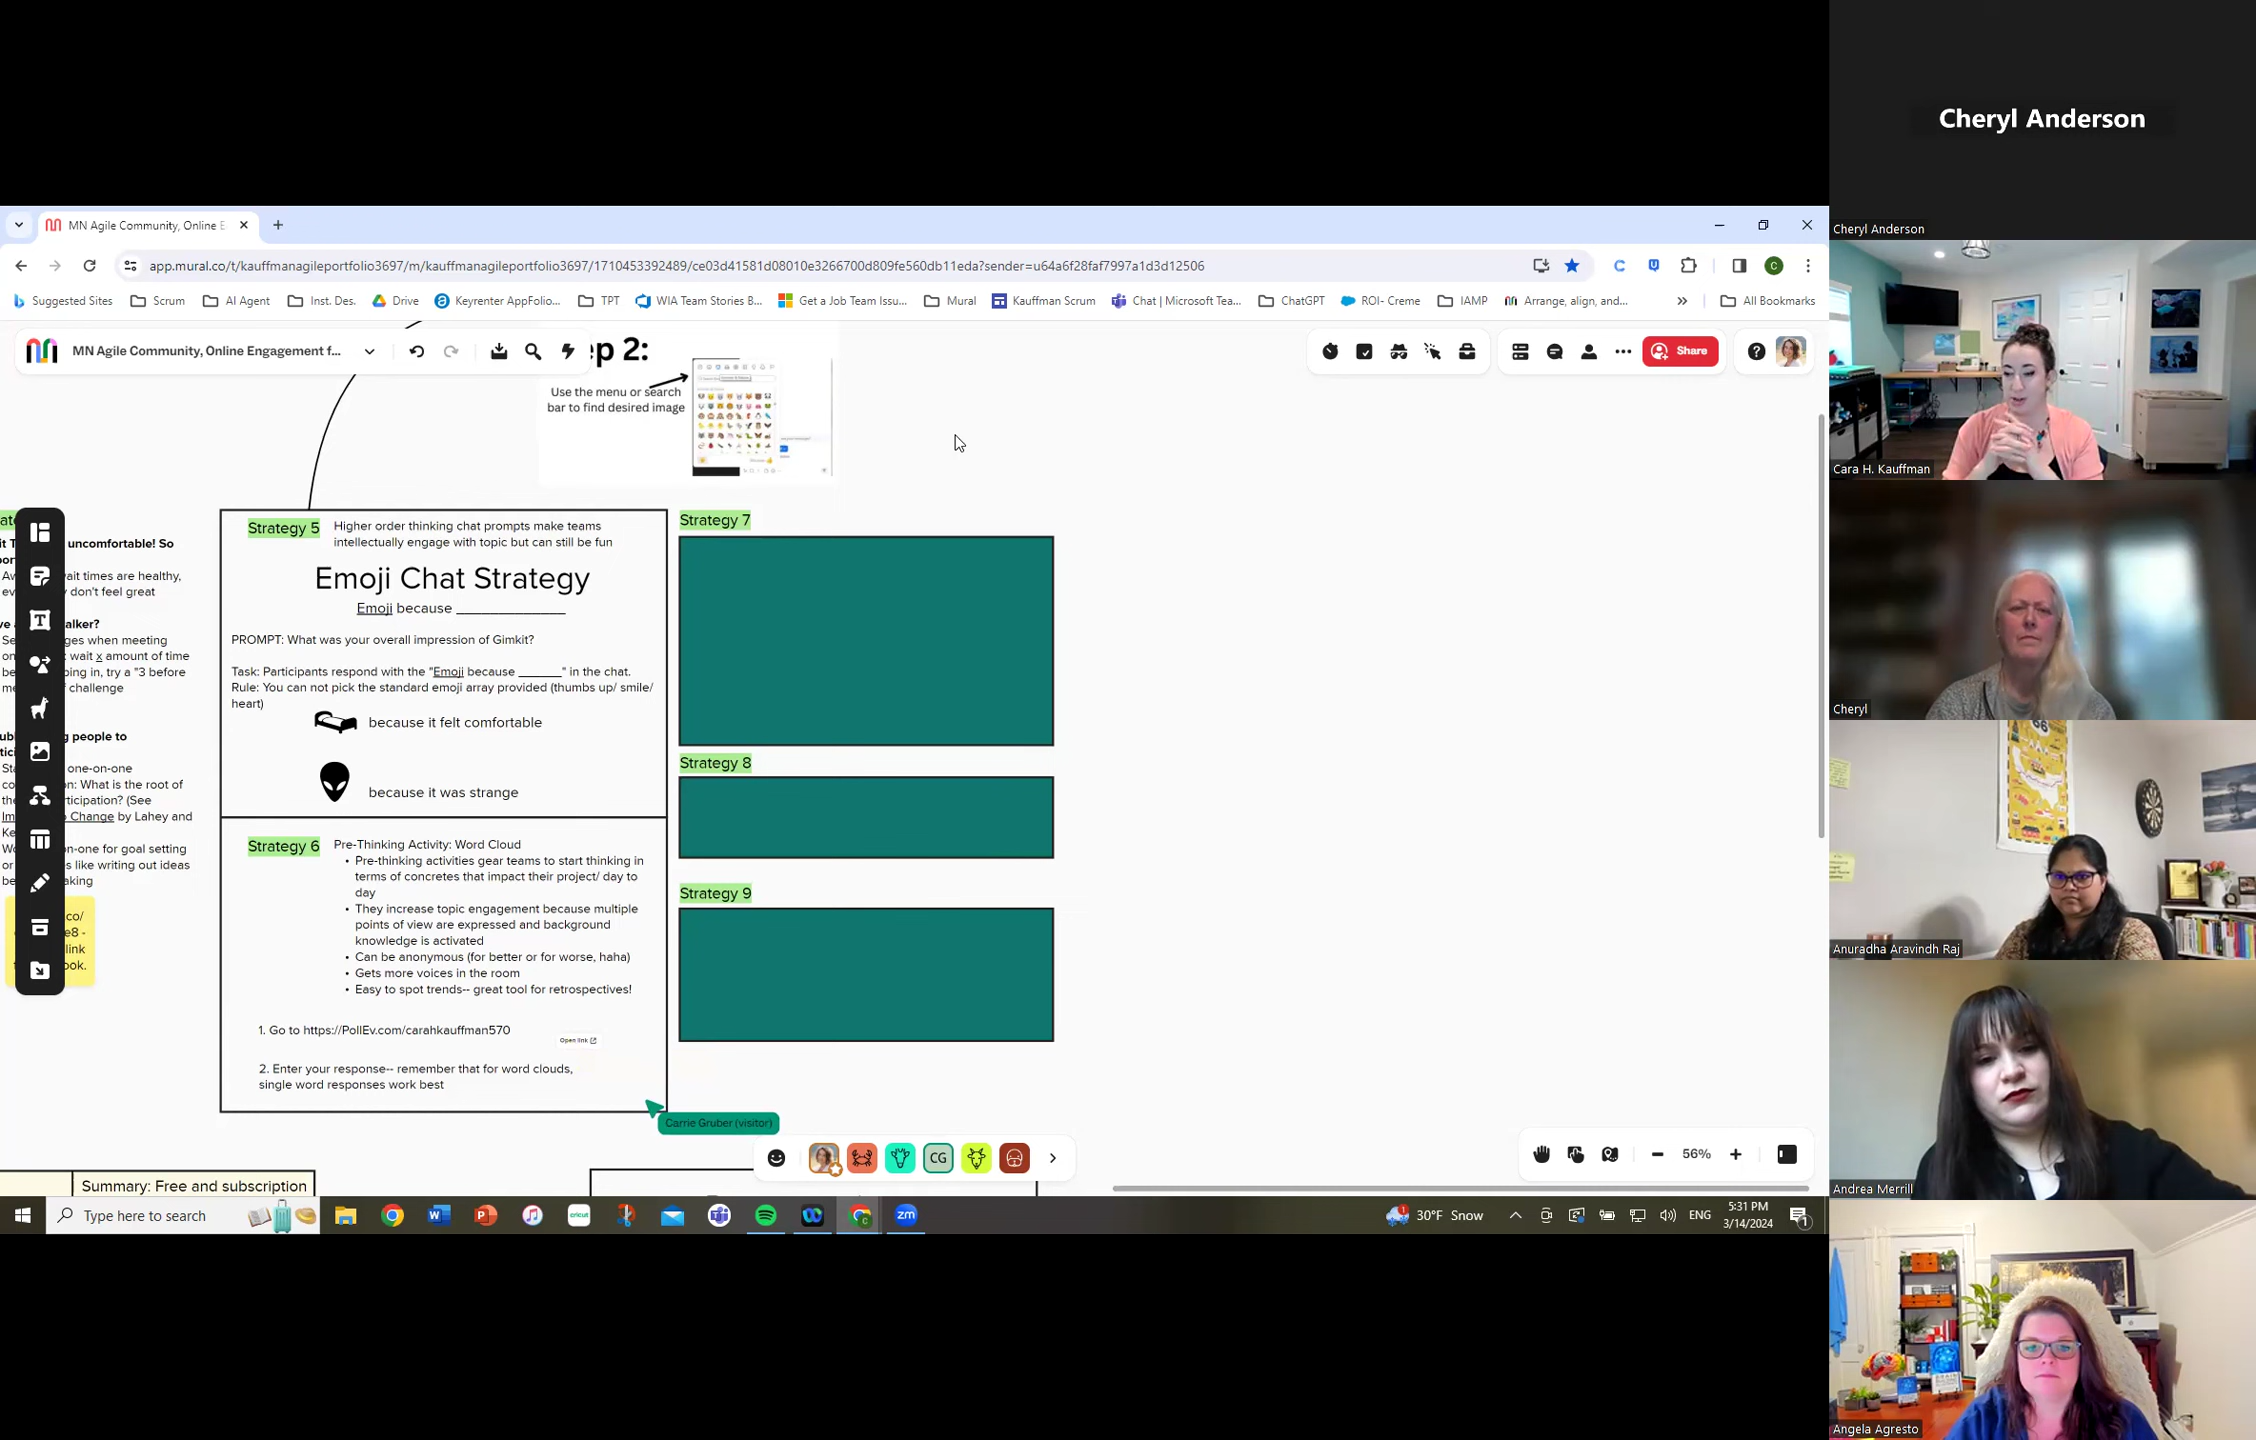 MN Agile Community, Online E
app.mural.co/t/kauffmanagileportfolio3697/m/kauffmanagileportfolio3697/1710453392489/ce03d41581d08010e3266700d809fe560db11eda?sender=u64a6f28faf7997a1d3d12506
Suggested Sites
Scrum
AI Agent
Inst. Des.
Drive
Keyrenter AppFolio...
TPT
WIA Team Stories B...
Get a Job Team Issu...
Mural
Kauffman Scrum
Chat | Microsoft Tea...
ChatGPT
ROI- Creme
IAMP
Arrange, align, and...
All Bookmarks
MN Agile Community, Online Engagement f...
Share
ep 2:
Use the menu or search
bar to find desired image
uncomfortable! So
wait times are healthy,
don't feel great
alker?
ges when meeting
wait x amount of time
ping in, try a "3 before
challenge
g people to
one-on-one
on: What is the root of
rticipation? (See
Change by Lahey and
on-one for goal setting
s like writing out ideas
aking
co/
e8 -
link
ook.
Strategy 5
Higher order thinking chat prompts make teams
intellectually engage with topic but can still be fun
Emoji Chat Strategy
Emoji because ______________
PROMPT: What was your overall impression of Gimkit?
Task: Participants respond with the "Emoji because ______" in the chat.
Rule: You can not pick the standard emoji array provided (thumbs up/ smile/
heart)
because it felt comfortable
because it was strange
Strategy 6
Pre-Thinking Activity: Word Cloud
• Pre-thinking activities gear teams to start thinking in
terms of concretes that impact their project/ day to
day
• They increase topic engagement because multiple
points of view are expressed and background
knowledge is activated
• Can be anonymous (for better or for worse, haha)
• Gets more voices in the room
• Easy to spot trends-- great tool for retrospectives!
1. Go to https://PollEv.com/carahkauffman570
Open link
2. Enter your response-- remember that for word clouds,
single word responses work best
Strategy 7
Strategy 8
Strategy 9
Carrie Gruber (visitor)
CG
56%
Summary: Free and subscription
Type here to search
cricut
zm
30°F Snow
ENG
5:31 PM
3/14/2024
Cheryl Anderson
Cheryl Anderson
Cara H. Kauffman
Cheryl
Anuradha Aravindh Raj
Andrea Merrill
Angela Agresto